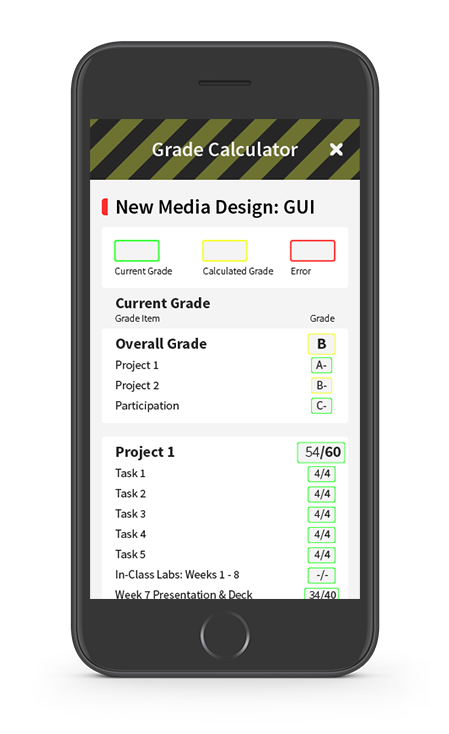 Grade Calculator
New Media Design: GUI
Current Grade Calculated Grade Error
Current Grade
Grade Item Grade
Overall Grade B
Project 1 A-
Project 2 B-
Participation C-
Project 1 54/60
Task 1 4/4
Task 2 4/4
Task 3 4/4
Task 4 4/4
Task 5 4/4
In-Class Labs: Weeks 1 - 8 -/-
Week 7 Presentation & Deck 34/40